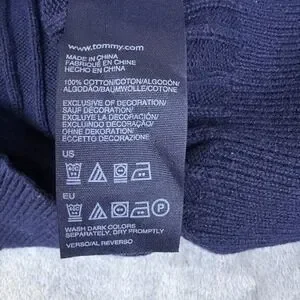 www.tommy.com
MADE IN CHINA
FABRIQUÉ EN CHINE
HECHO EN CHINA
100% COTTON/COTON/ALGODÓN/
ALGODÃO/BAUMWOLLE/COTONE
EXCLUSIVE OF DECORATION/
SAUF DÉCORATION/
EXCLUYE DECORACIÓN/
EXCLUINDO DECORAÇÃO/
OHNE DEKORATION/
ECCETTO DECORAZIONE
US
EU
P
WASH DARK COLORS
SEPARATELY. DRY PROMPTLY
VERSO/AL REVERSO